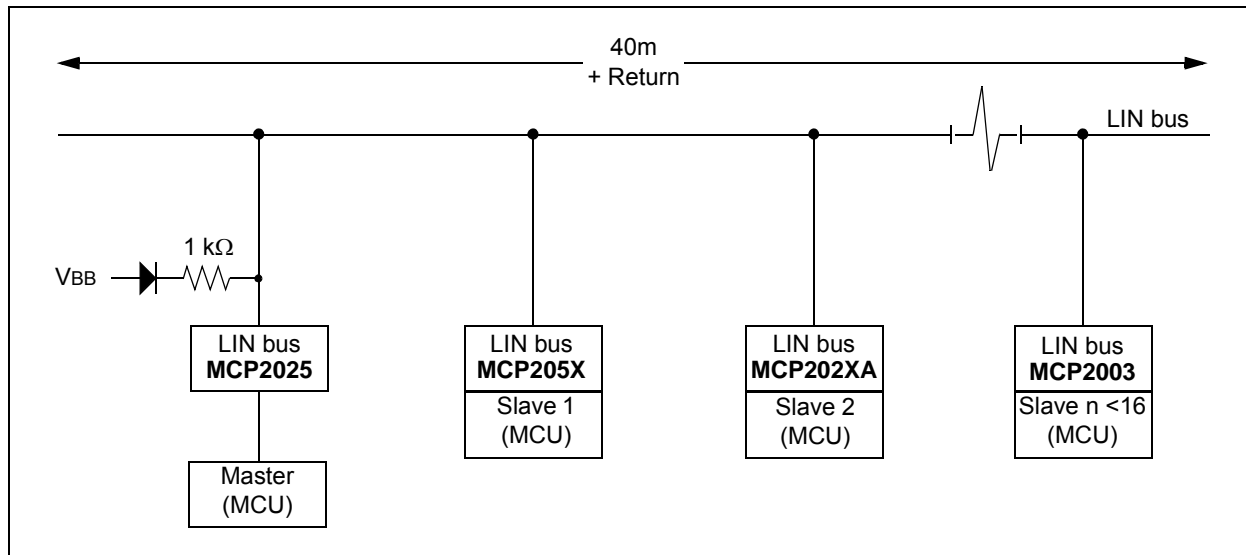 40m
+ Return
LIN bus
1 kΩ
VBB
LIN bus
MCP2025
Master
(MCU)
LIN bus
MCP205X
Slave 1
(MCU)
LIN bus
MCP202XA
Slave 2
(MCU)
LIN bus
MCP2003
Slave n <16
(MCU)